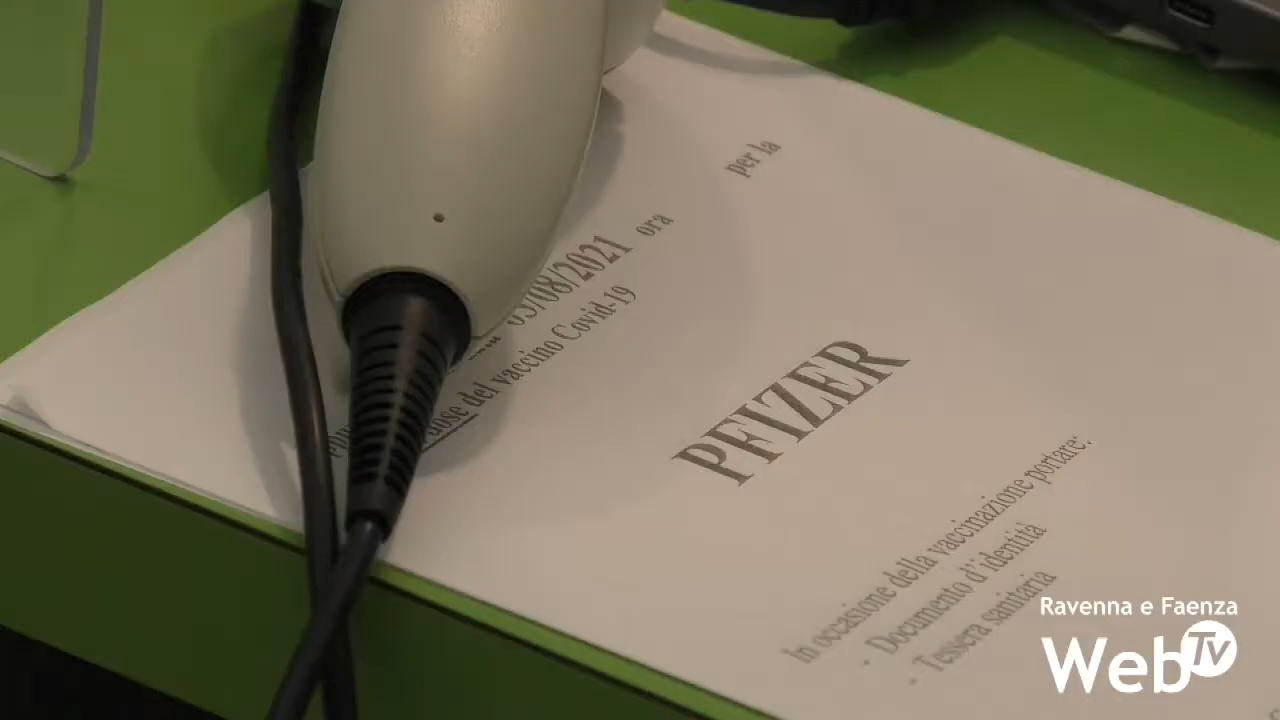 per la
05/08/2021 ora
dose del vaccino Covid-19
PFIZER
In occasione della vaccinazione portare:
- Documento d'identità
- Tessera sanitaria
Ravenna e Faenza
WebTv